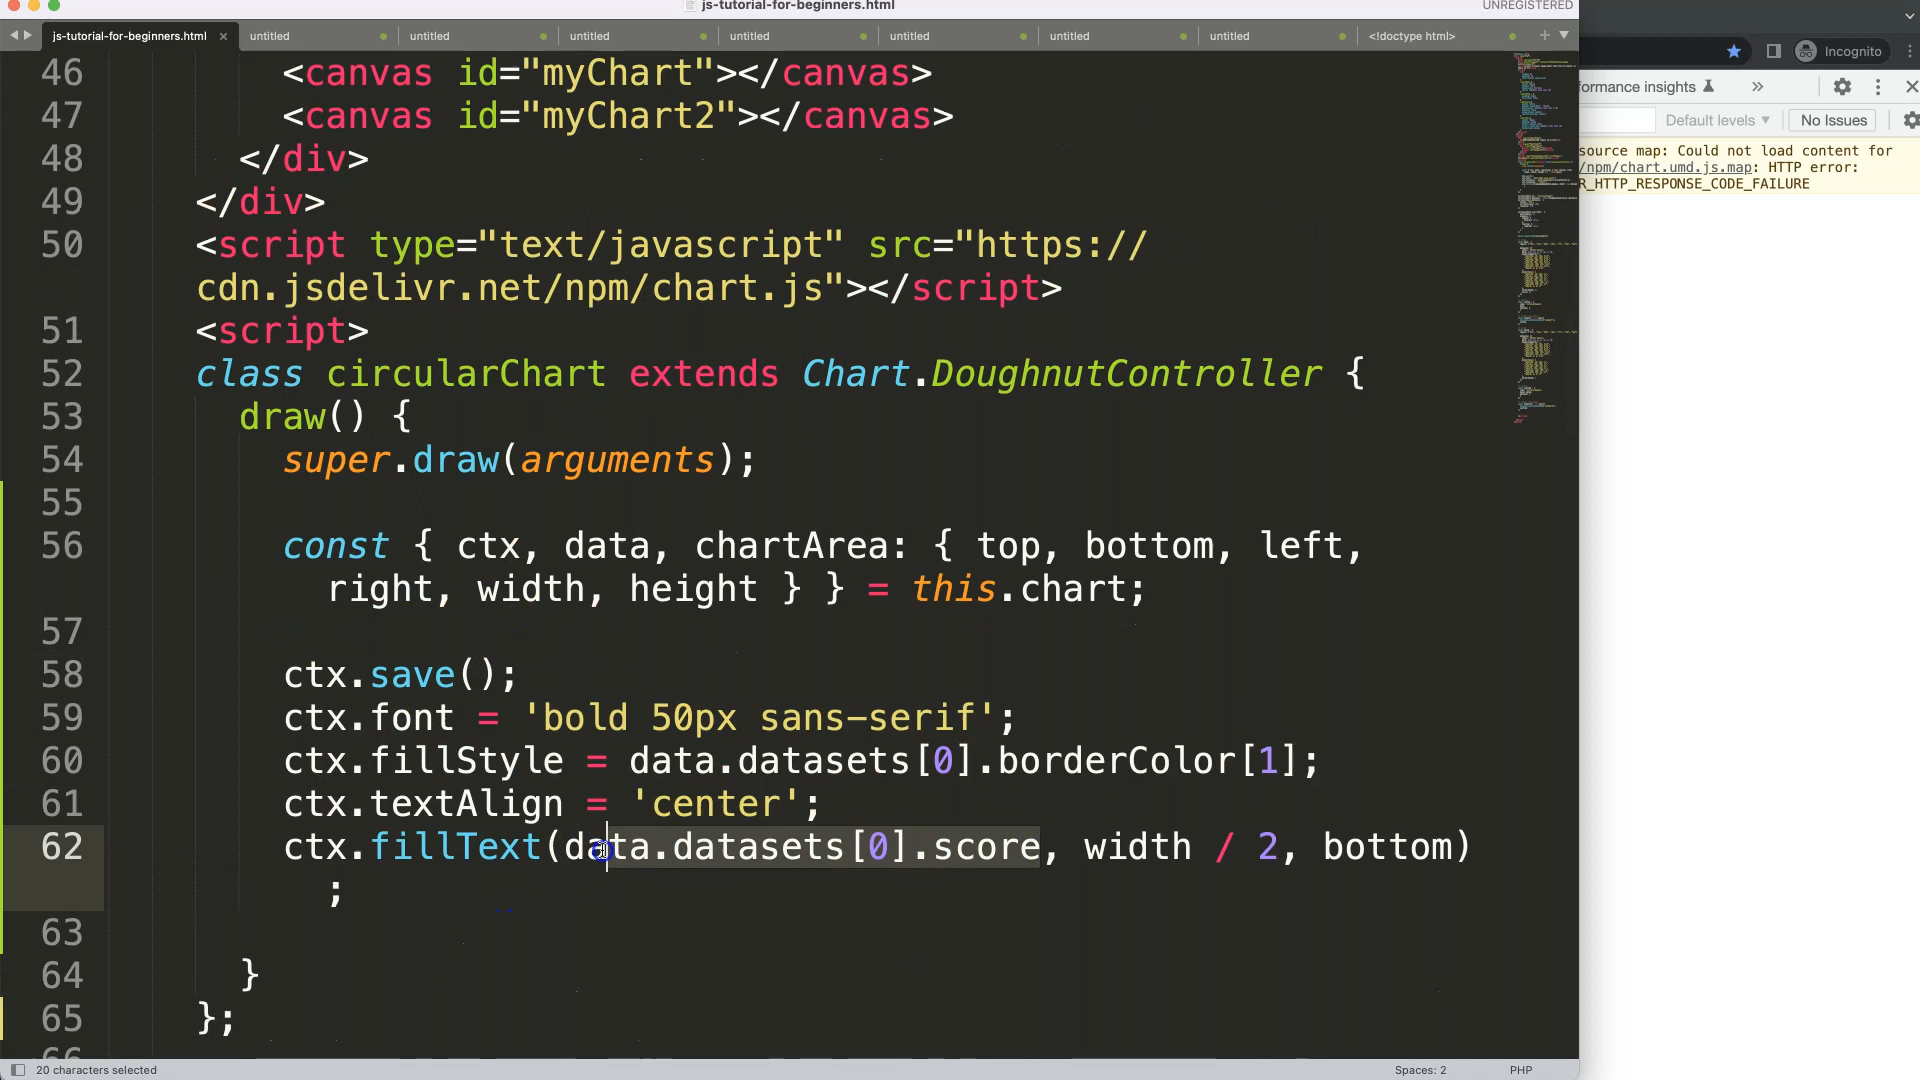 js-tutorial-for-beginners.html
UNREGISTERED
js-tutorial-for-beginners.html × untitled untitled untitled untitled untitled untitled untitled <!doctype html>
Incognito
ormance insights
Default levels
No Issues
source map: Could not load content for
/npm/chart.umd.js.map: HTTP error:
R_HTTP_RESPONSE_CODE_FAILURE
46 <canvas id="myChart"></canvas>
47 <canvas id="myChart2"></canvas>
48 </div>
49 </div>
50 <script type="text/javascript" src="https://
cdn.jsdelivr.net/npm/chart.js"></script>
51 <script>
52 class circularChart extends Chart.DoughnutController {
53 draw() {
54 super.draw(arguments);
55
56 const { ctx, data, chartArea: { top, bottom, left,
right, width, height } } = this.chart;
57
58 ctx.save();
59 ctx.font = 'bold 50px sans-serif';
60 ctx.fillStyle = data.datasets[0].borderColor[1];
61 ctx.textAlign = 'center';
62 ctx.fillText(data.datasets[0].score, width / 2, bottom)
;
63
64 }
65 };
66
20 characters selected
Spaces: 2
PHP